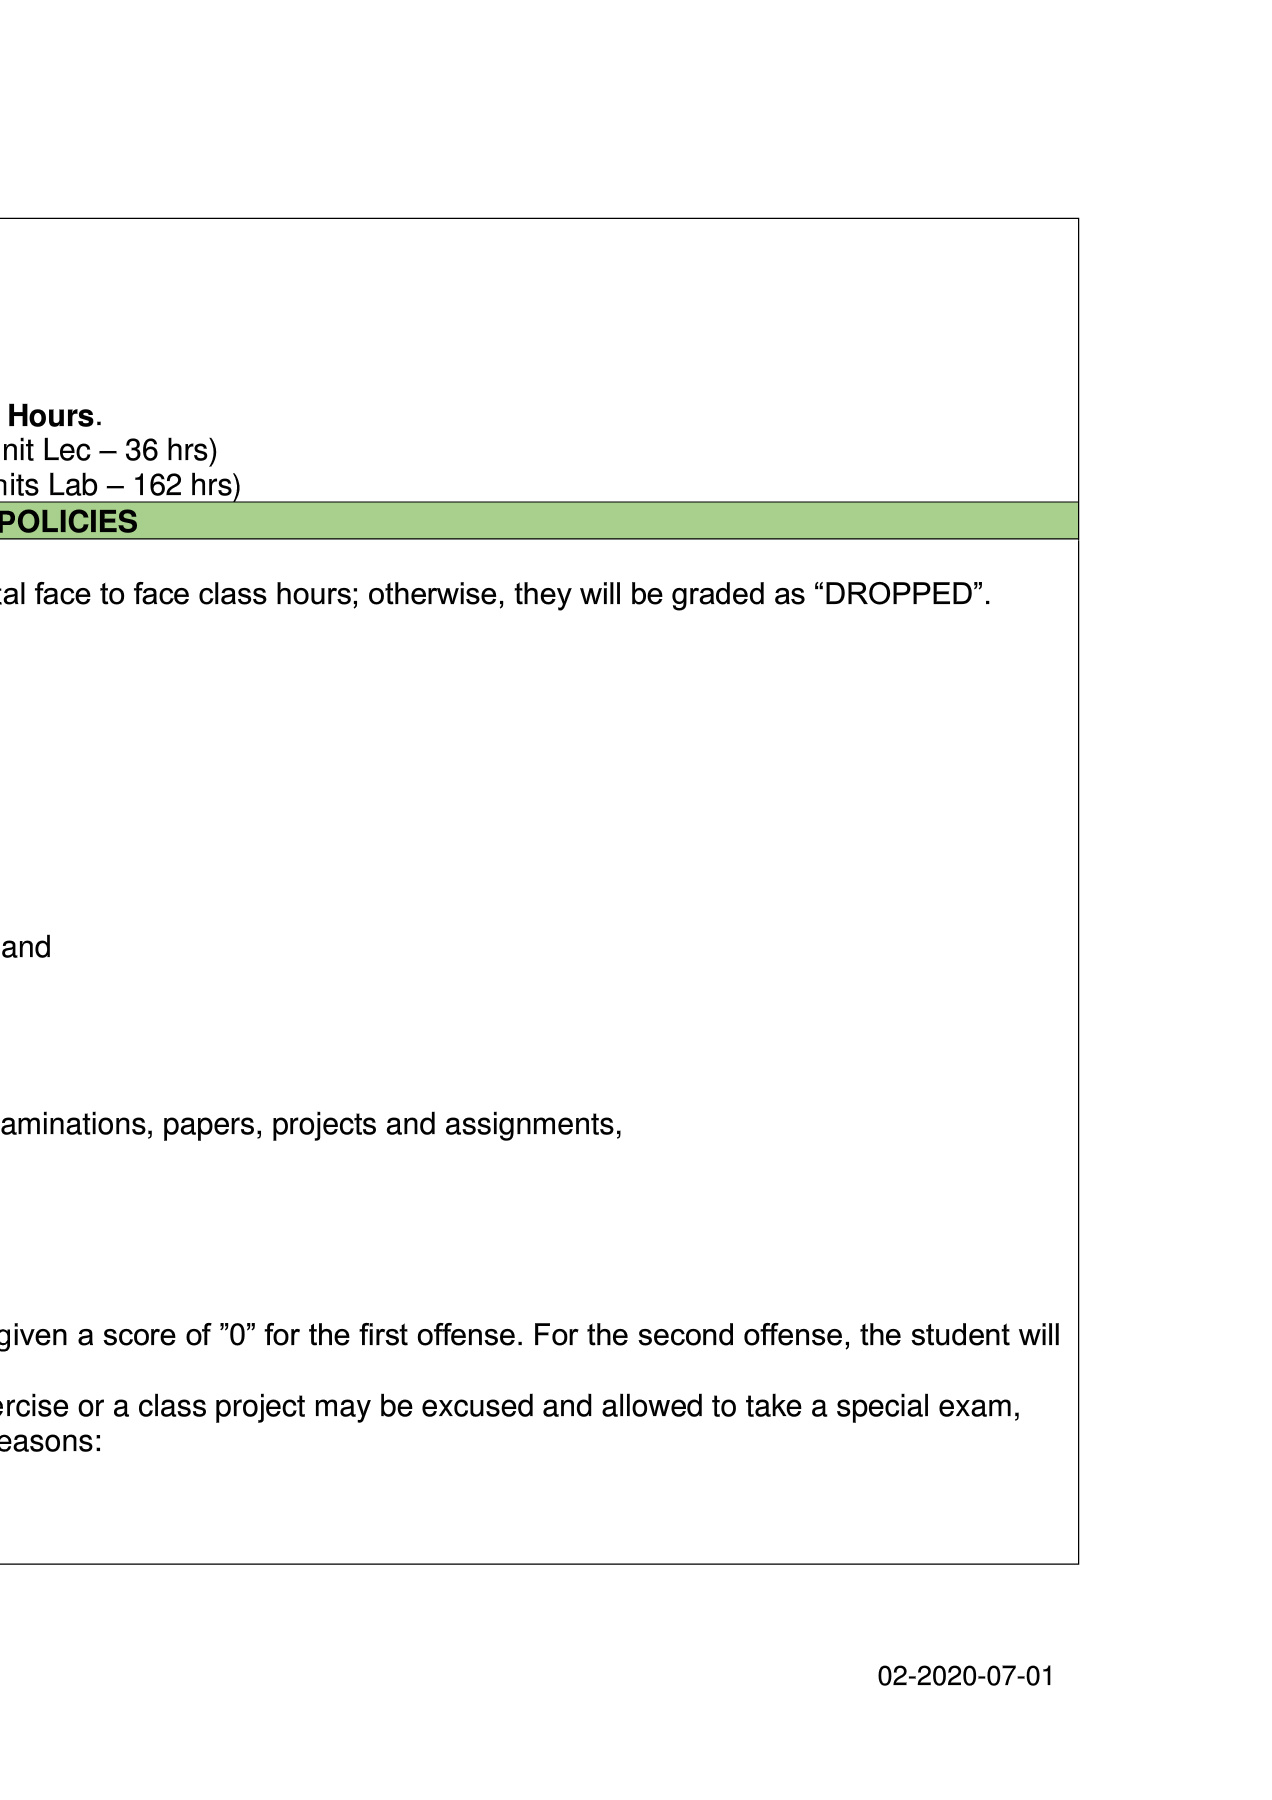 Hours.
nit Lec – 36 hrs)
its Lab – 162 hrs)
POLICIES
al face to face class hours; otherwise, they will be graded as “DROPPED”.
and
aminations, papers, projects and assignments,
given a score of ”0” for the first offense. For the second offense, the student will
ercise or a class project may be excused and allowed to take a special exam,
easons:
02-2020-07-01